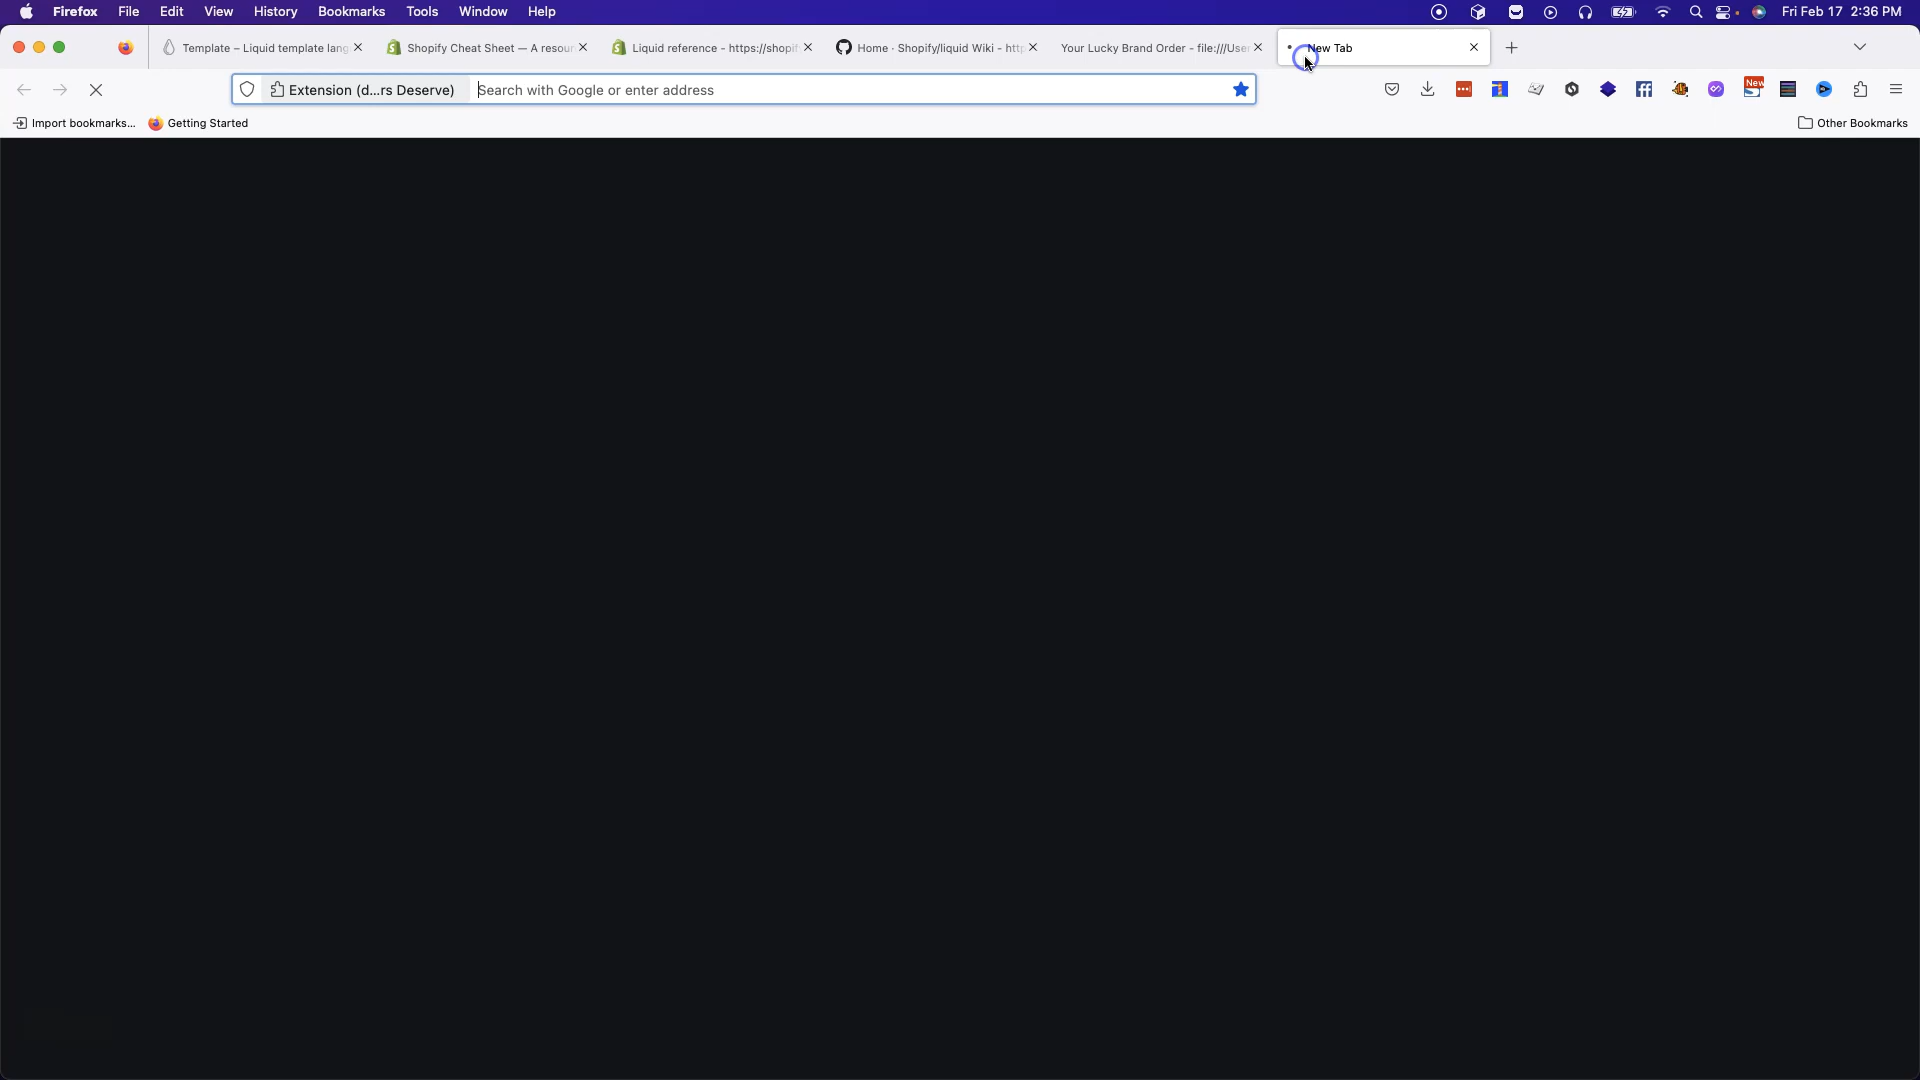 Firefox File Edit View History Bookmarks Tools Window Help Fri Feb 17 2:36 PM
Template – Liquid template lang Shopify Cheat Sheet — A resour Liquid reference - https://shopif Home · Shopify/liquid Wiki - http Your Lucky Brand Order - file:///Use New Tab
Extension (d...rs Deserve) Search with Google or enter address New
Import bookmarks... Getting Started Other Bookmarks